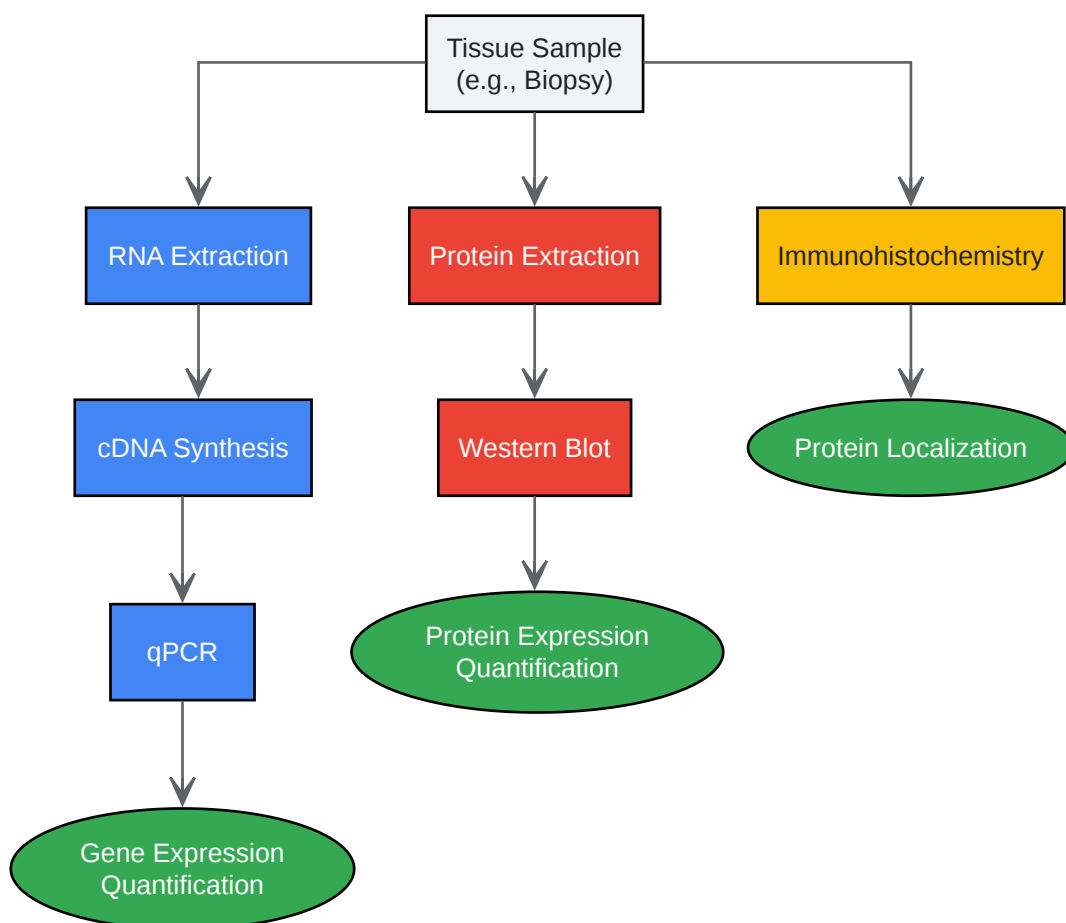 Tissue Sample
(e.g., Biopsy)
RNA Extraction
Protein Extraction
Immunohistochemistry
cDNA Synthesis
Western Blot
Protein Localization
qPCR
Protein Expression
Quantification
Gene Expression
Quantification